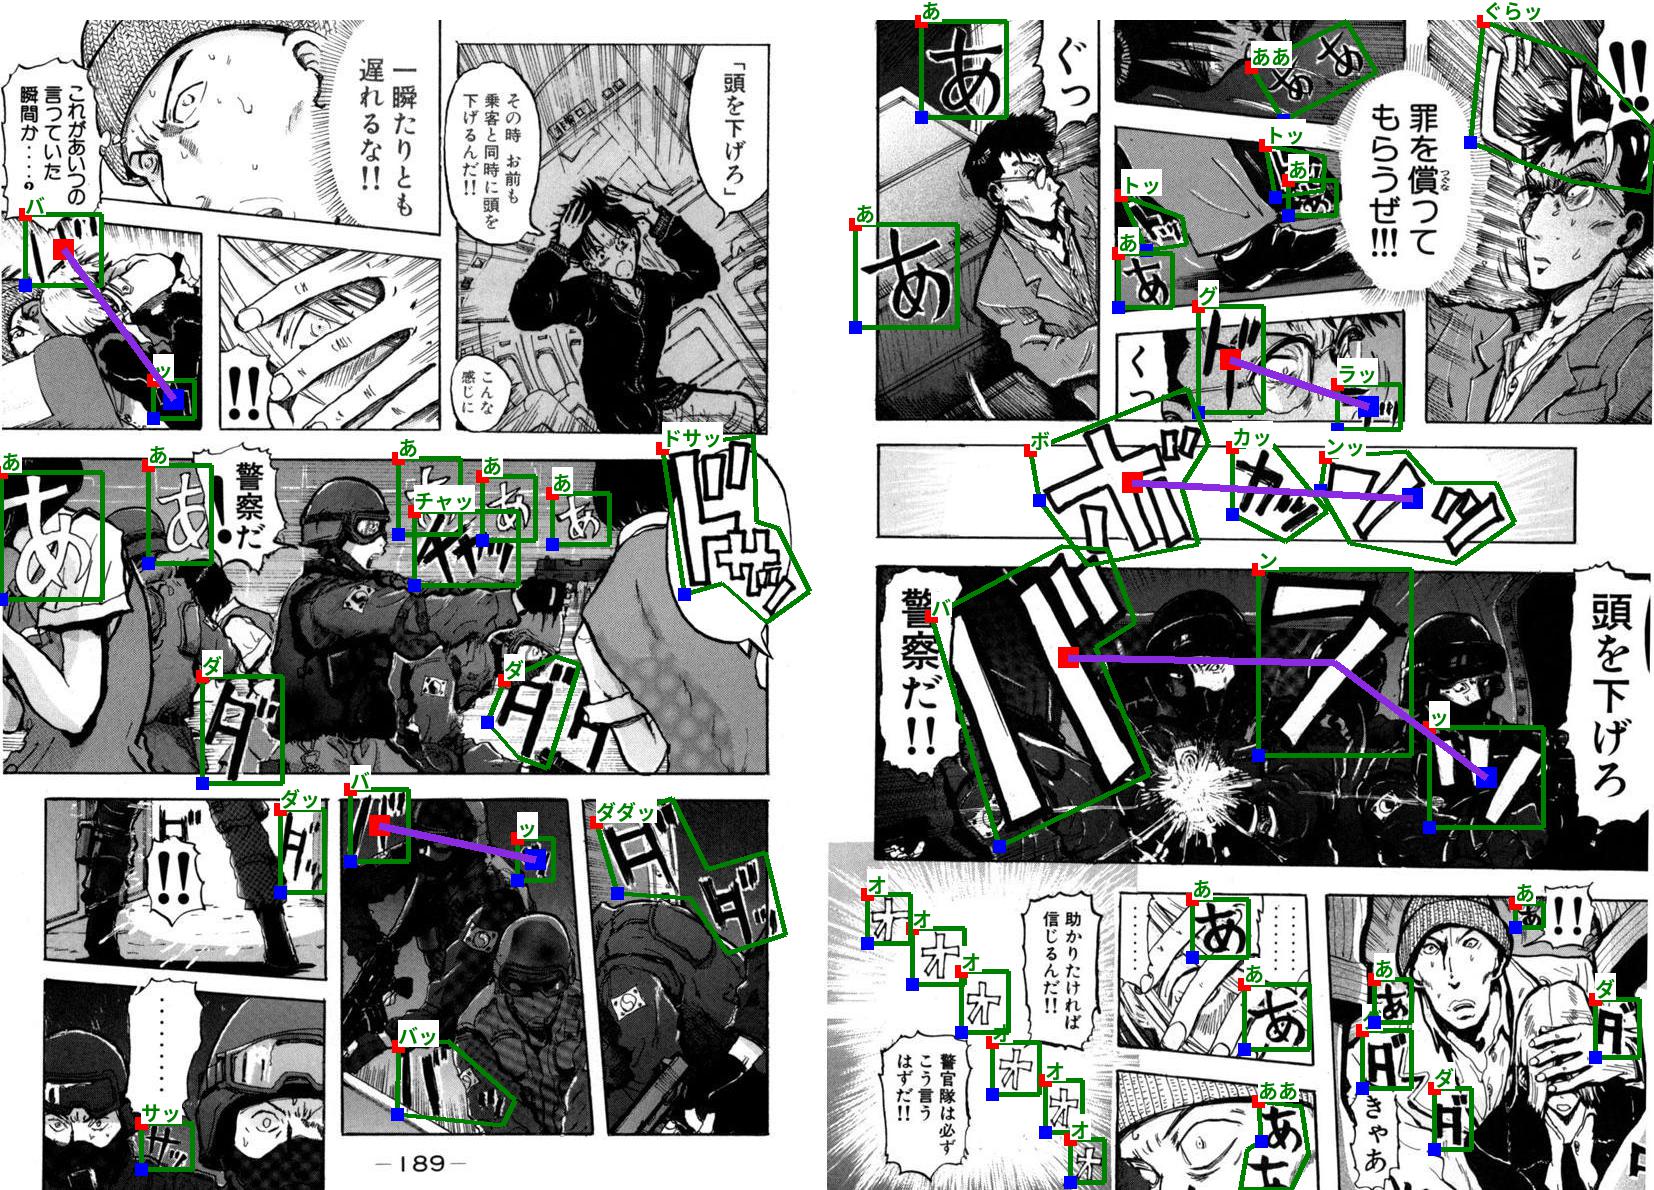 あ
ぐっ
ああ
ぐらッ
!!
あ
罪を償って
つぐな
もらうぜ!!!
トッ
あ
トッ
あ
グ
ラッ
くっ
ボ
カッ
ンッ
バ
ン
ッ
警察だ!!
頭を下げろ
オ
オ
オ
オ
オ
オ
助かりたければ
信じるんだ!!
警官隊は必ず
こう言う
はずだ!!
あ
あ
ああ
…………
…………
あ
!!
あ
ダ
ダ
ダ
きゃあ
一瞬たりとも
遅れるな!!
これがあいつの
言っていた
瞬間か‥‥?
「頭を下げろ」
その時 お前も
乗客と同時に頭を
下げるんだ!!
こんな
感じに
バ
ッ
!!
あ
あ
警察だ
!
あ
チャッ
あ
あ
ドサッ
ダ
ダ
ダッ
!!
バ
ッ
ダダッ
バッ
………
サッ
—189—